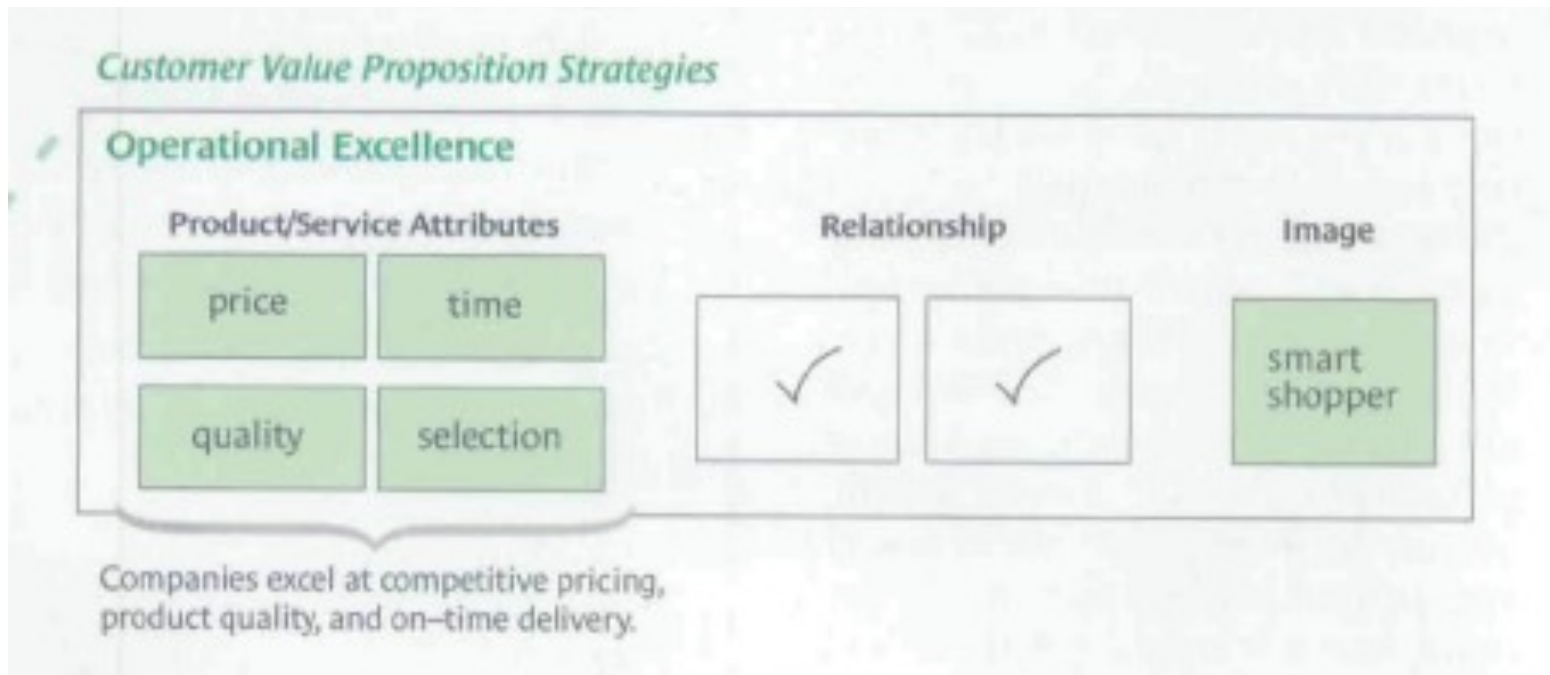 Customer Value Proposition Strategies
Operational Excellence
Product/Service Attributes
Relationship
Image
price
time
quality
selection
✓
✓
smart
shopper
Companies excel at competitive pricing,
product quality, and on–time delivery.